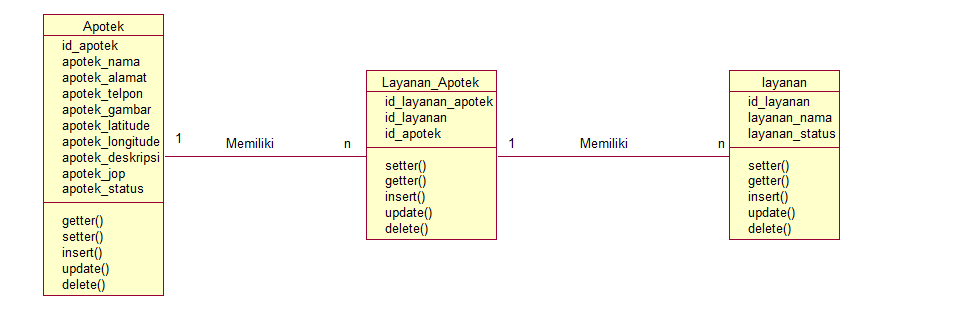 Apotek
id_apotek
apotek_nama
apotek_alamat
apotek_telpon
apotek_gambar
apotek_latitude
apotek_longitude
apotek_deskripsi
apotek_jop
apotek_status
getter()
setter()
insert()
update()
delete()
1
Memiliki
n
Layanan_Apotek
id_layanan_apotek
id_layanan
id_apotek
setter()
getter()
insert()
update()
delete()
1
Memiliki
n
layanan
id_layanan
layanan_nama
layanan_status
setter()
getter()
insert()
update()
delete()